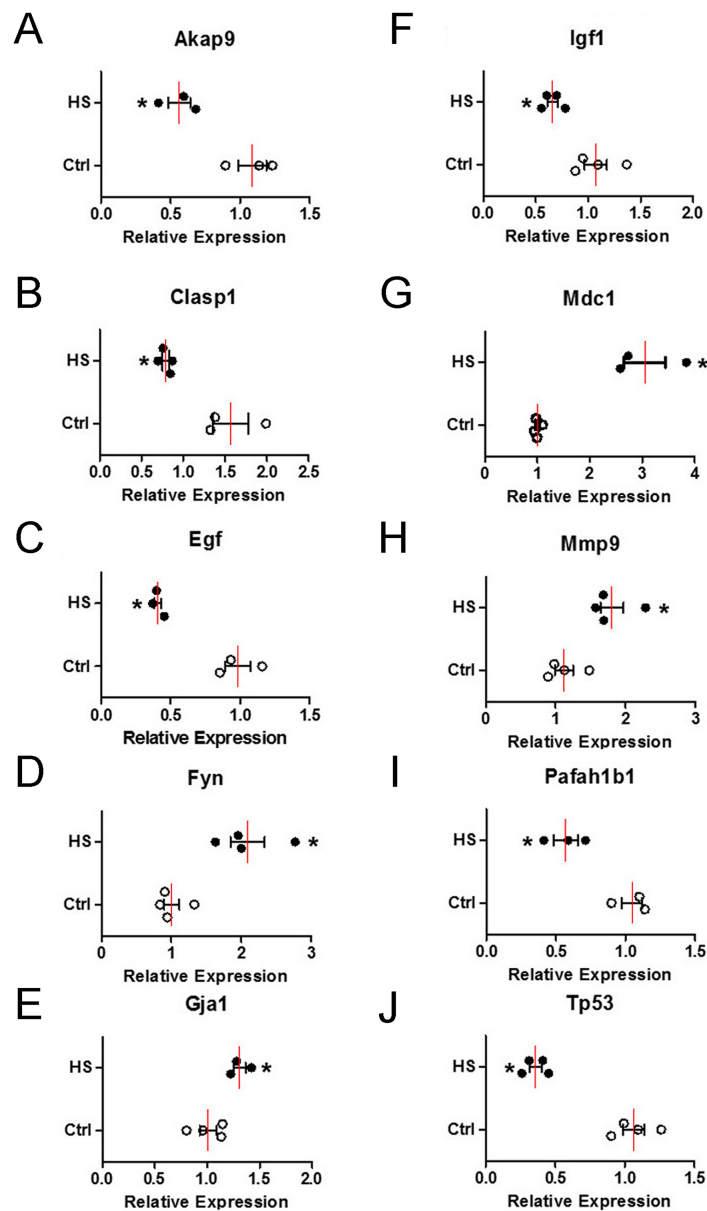 A
Akap9
HS
*
Ctrl
0.0 0.5 1.0 1.5
Relative Expression
B
Clasp1
HS
*
Ctrl
0.0 0.5 1.0 1.5 2.0 2.5
Relative Expression
C
Egf
HS
*
Ctrl
0.0 0.5 1.0 1.5
Relative Expression
D
Fyn
HS
*
Ctrl
0 1 2 3
Relative Expression
E
Gja1
HS
*
Ctrl
0.0 0.5 1.0 1.5 2.0
Relative Expression
F
Igf1
HS
*
Ctrl
0.0 0.5 1.0 1.5 2.0
Relative Expression
G
Mdc1
HS
*
Ctrl
0 1 2 3 4
Relative Expression
H
Mmp9
HS
*
Ctrl
0 1 2 3
Relative Expression
I
Pafah1b1
HS
*
Ctrl
0.0 0.5 1.0 1.5
Relative Expression
J
Tp53
HS
*
Ctrl
0.0 0.5 1.0 1.5
Relative Expression